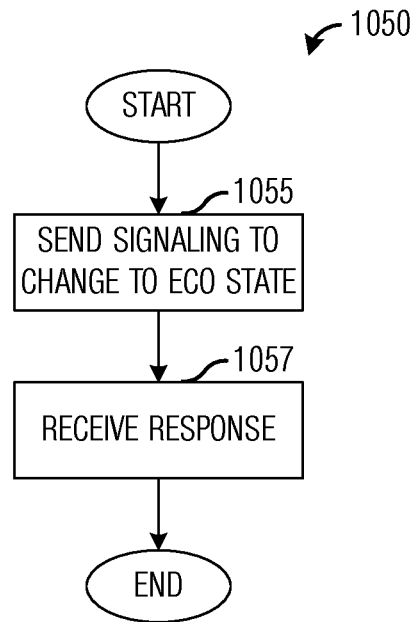 1050
START
1055
SEND SIGNALING TO
CHANGE TO ECO STATE
1057
RECEIVE RESPONSE
END